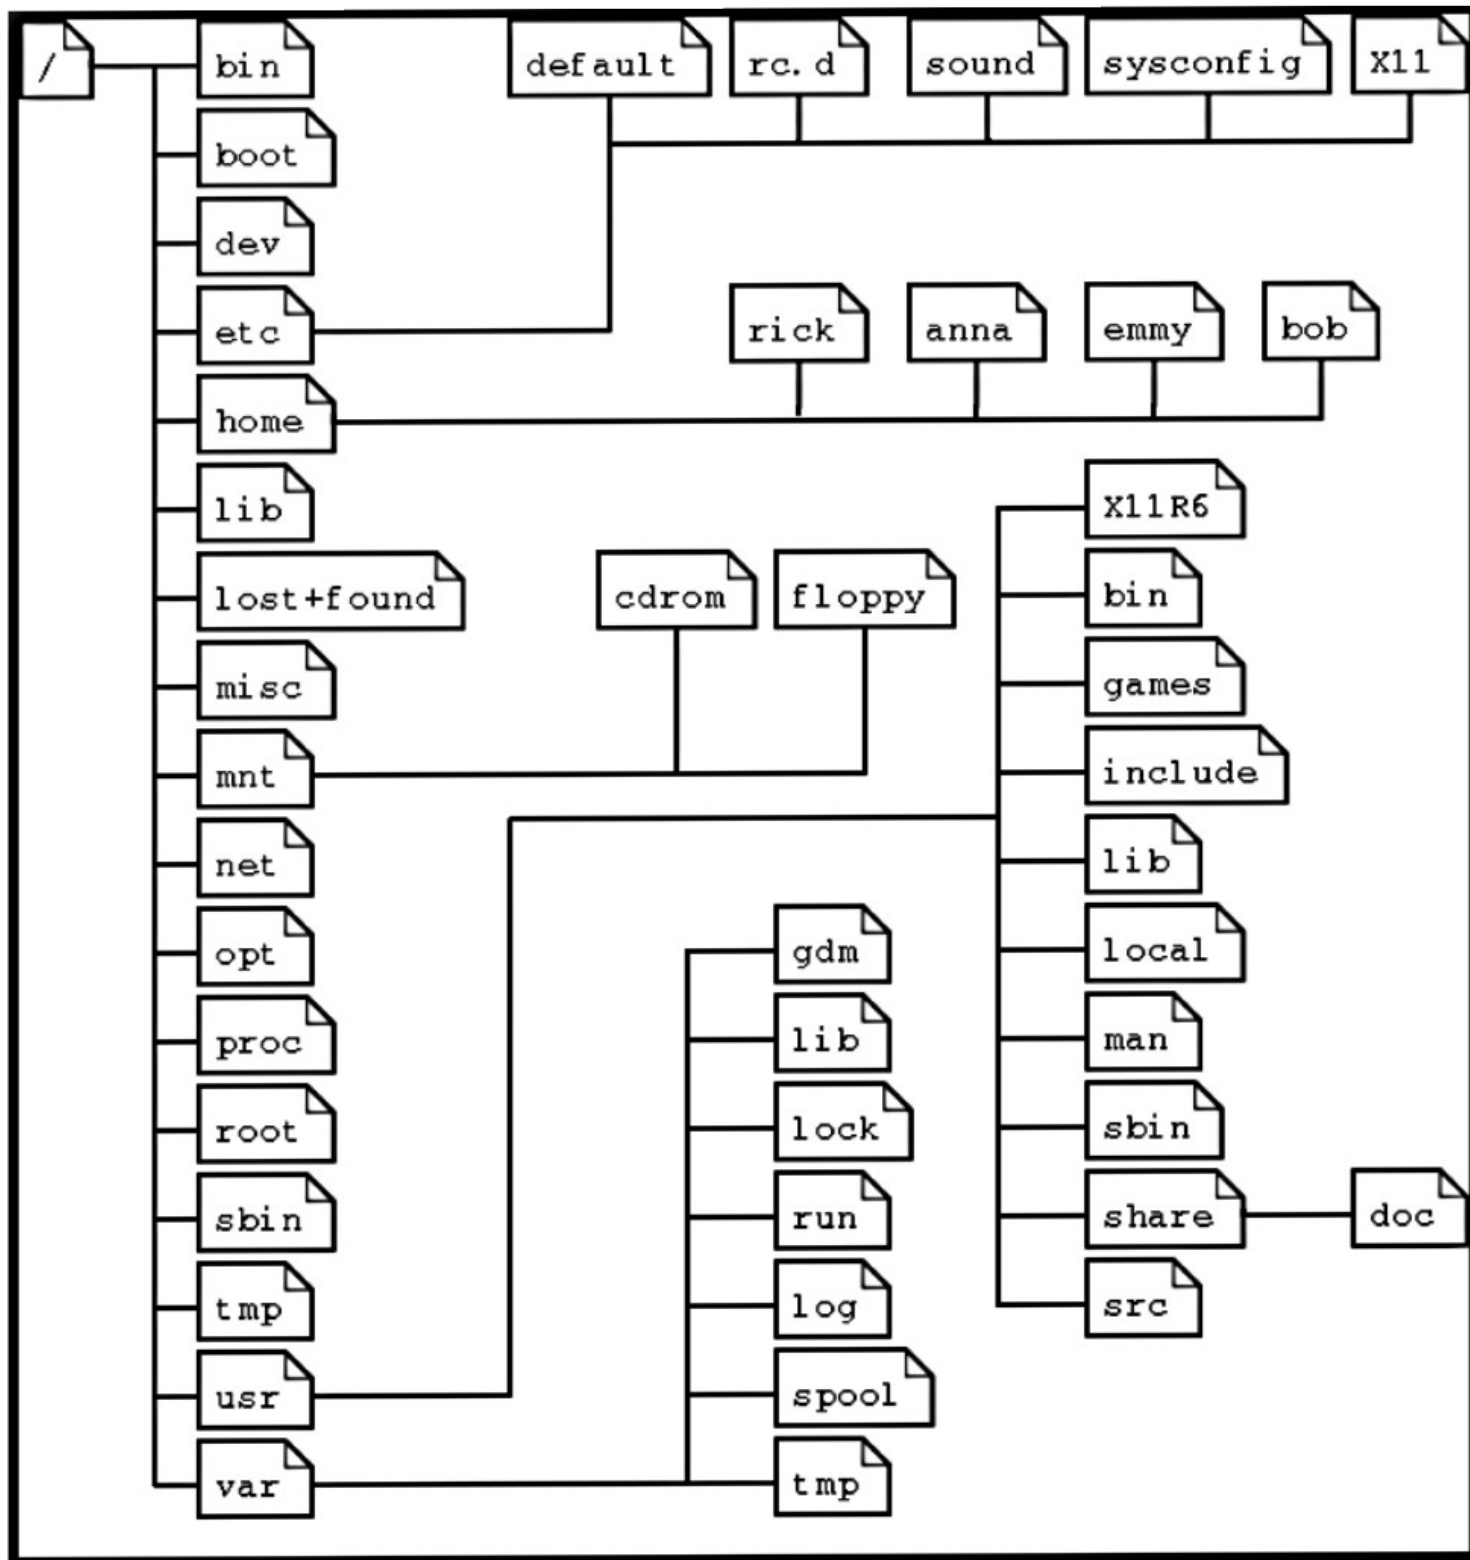 /
bin
default
rc.d
sound
sysconfig
X11
boot
dev
etc
rick
anna
emmy
bob
home
lib
X11R6
lost+found
cdrom
floppy
bin
misc
games
mnt
include
net
lib
opt
gdm
local
proc
lib
man
root
lock
sbin
sbin
run
share
doc
tmp
log
src
usr
spool
var
tmp